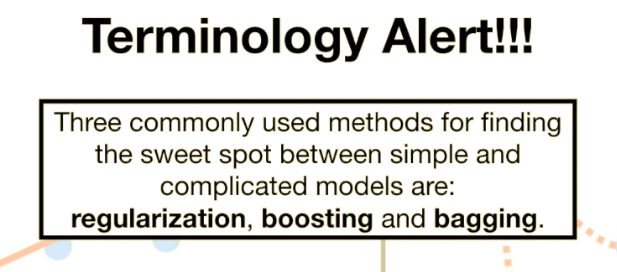 Terminology Alert!!!
Three commonly used methods for finding
the sweet spot between simple and
complicated models are:
regularization, boosting and bagging.